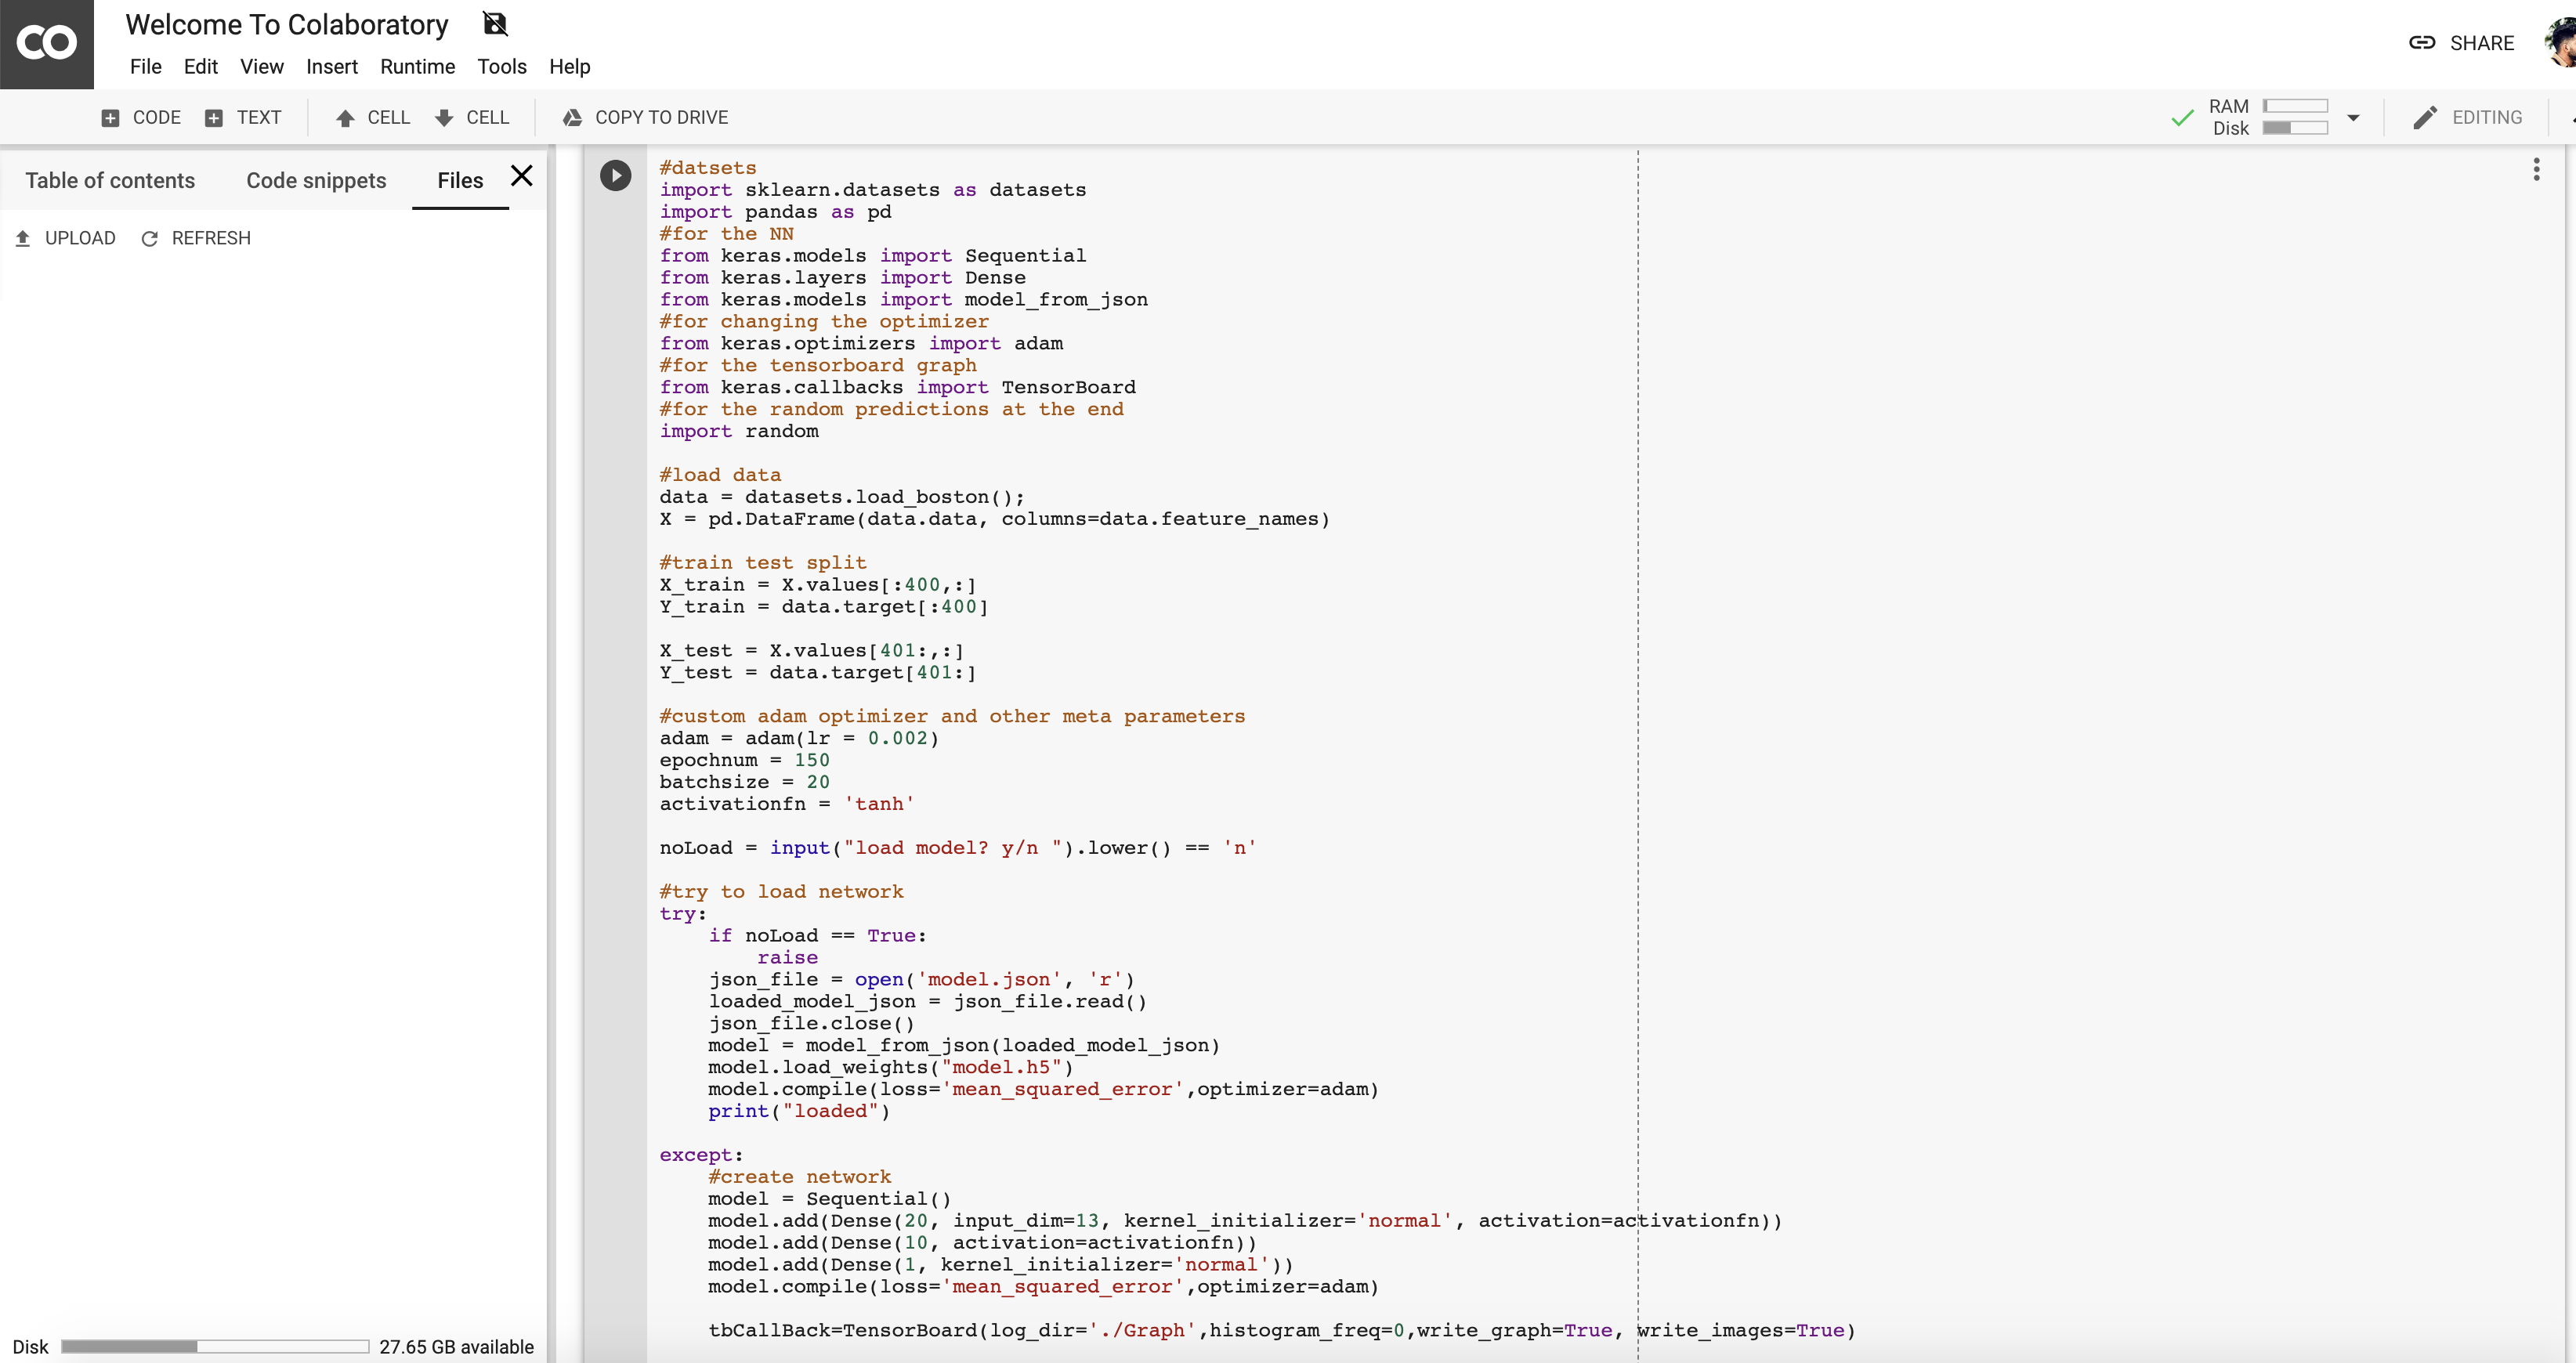 CO
Welcome To Colaboratory
File Edit View Insert Runtime Tools Help
SHARE
CODE TEXT CELL CELL COPY TO DRIVE
RAM
Disk
EDITING
Table of contents Code snippets Files
UPLOAD REFRESH
#datsets
import sklearn.datasets as datasets
import pandas as pd
#for the NN
from keras.models import Sequential
from keras.layers import Dense
from keras.models import model_from_json
#for changing the optimizer
from keras.optimizers import adam
#for the tensorboard graph
from keras.callbacks import TensorBoard
#for the random predictions at the end
import random
#load data
data = datasets.load_boston();
X = pd.DataFrame(data.data, columns=data.feature_names)
#train test split
X_train = X.values[:400,:]
Y_train = data.target[:400]
X_test = X.values[401:,:]
Y_test = data.target[401:]
#custom adam optimizer and other meta parameters
adam = adam(lr = 0.002)
epochnum = 150
batchsize = 20
activationfn = 'tanh'
noLoad = input("load model? y/n ").lower() == 'n'
#try to load network
try:
    if noLoad == True:
        raise
    json_file = open('model.json', 'r')
    loaded_model_json = json_file.read()
    json_file.close()
    model = model_from_json(loaded_model_json)
    model.load_weights("model.h5")
    model.compile(loss='mean_squared_error',optimizer=adam)
    print("loaded")
except:
    #create network
    model = Sequential()
    model.add(Dense(20, input_dim=13, kernel_initializer='normal', activation=activationfn))
    model.add(Dense(10, activation=activationfn))
    model.add(Dense(1, kernel_initializer='normal'))
    model.compile(loss='mean_squared_error',optimizer=adam)
    tbCallBack=TensorBoard(log_dir='./Graph',histogram_freq=0,write_graph=True, write_images=True)
Disk 27.65 GB available